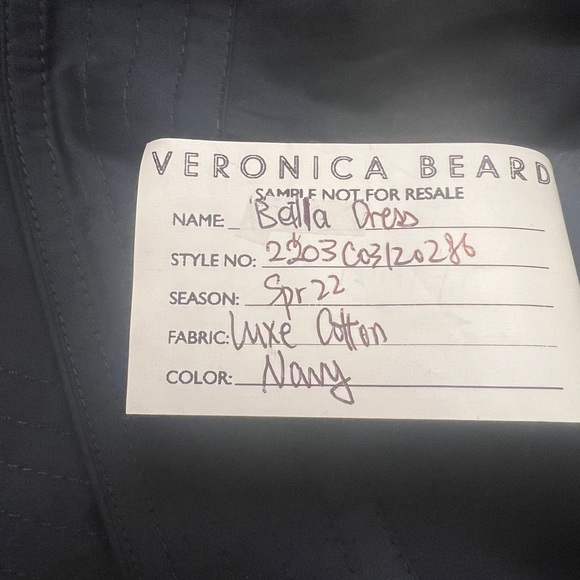 VERONICA BEARD
SAMPLE NOT FOR RESALE
NAME: Balla Dress
STYLE NO: 2203C03120286
SEASON: Spr 22
FABRIC: Luxe Cotton
COLOR: Navy